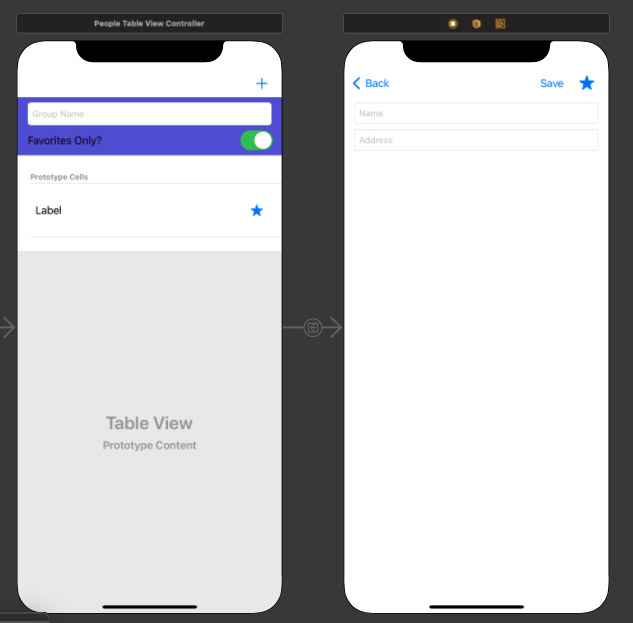 People Table View Controller
Group Name
Favorites Only?
Prototype Cells
Label
Table View
Prototype Content
Back
Save
Name
Address